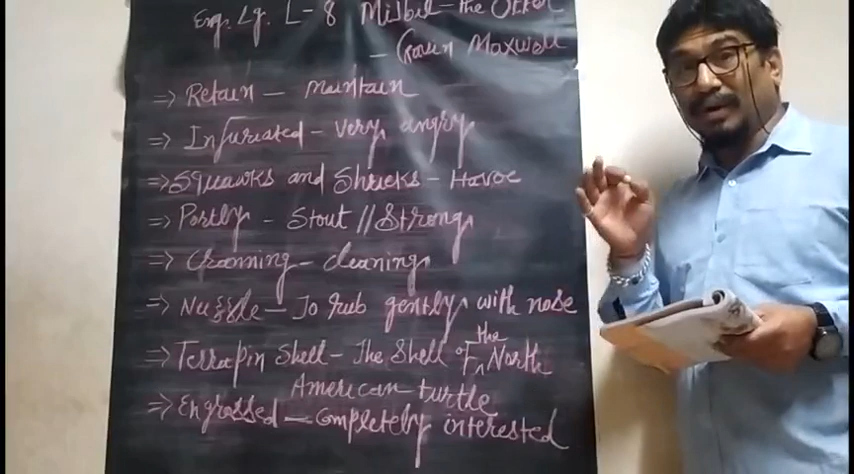 Eng. Lg. L-8 Mijbil - the Otter
- Gavin Maxwell
⇒ Retain - Maintain
⇒ Infuriated - very angry
⇒ Squawks and Shrieks - Havoc
⇒ Portly - Stout // Strong
⇒ Grooming - cleaning
⇒ Nuzzle - To rub gently with nose
⇒ Terrapin Shell - The Shell of the North
American turtle
⇒ Engrossed - Completely interested